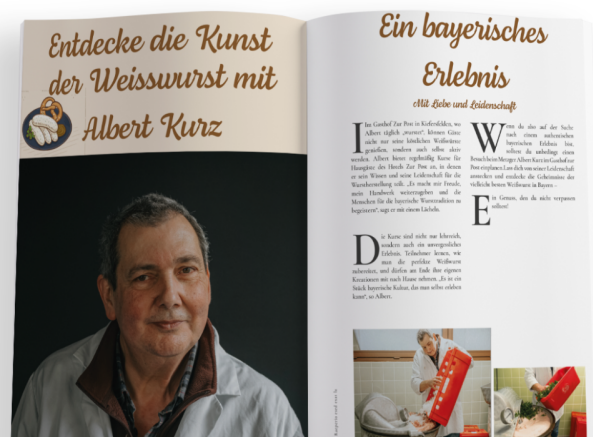 Entdecke die Kunst
der Weisswurst mit
Albert Kurz
Ein bayerisches
Erlebnis
Mit Liebe und Leidenschaft
Im Gasthof Zur Post in Kiefersfelden, wo
Albert täglich „wurstet“, können Gäste
nicht nur seine köstlichen Weißwürste
genießen, sondern auch selbst aktiv
werden. Albert bietet regelmäßig Kurse für
Hausgäste des Hotels Zur Post an, in denen
er sein Wissen und seine Leidenschaft für die
Wurstherstellung teilt. „Es macht mir Freude,
mein Handwerk weiterzugeben und die
Menschen für die bayerische Wursttradition zu
begeistern“, sagt er mit einem Lächeln.
Die Kurse sind nicht nur lehrreich,
sondern auch ein unvergessliches
Erlebnis. Teilnehmer lernen, wie
man die perfekte Weißwurst
zubereitet, und dürfen am Ende ihre eigenen
Kreationen mit nach Hause nehmen. „Es ist ein
Stück bayerische Kultur, das man selbst erleben
kann“, so Albert.
Wenn du also auf der Suche
nach einem authentischen
bayerischen Erlebnis bist,
solltest du unbedingt einen
Besuch beim Metzger Albert Kurz im Gasthof zur
Post einplanen. Lass dich von seiner Leidenschaft
anstecken und entdecke die Geheimnisse der
vielleicht besten Weißwurst in Bayern –
Ein Genuss, den du nicht verpassen
solltest!